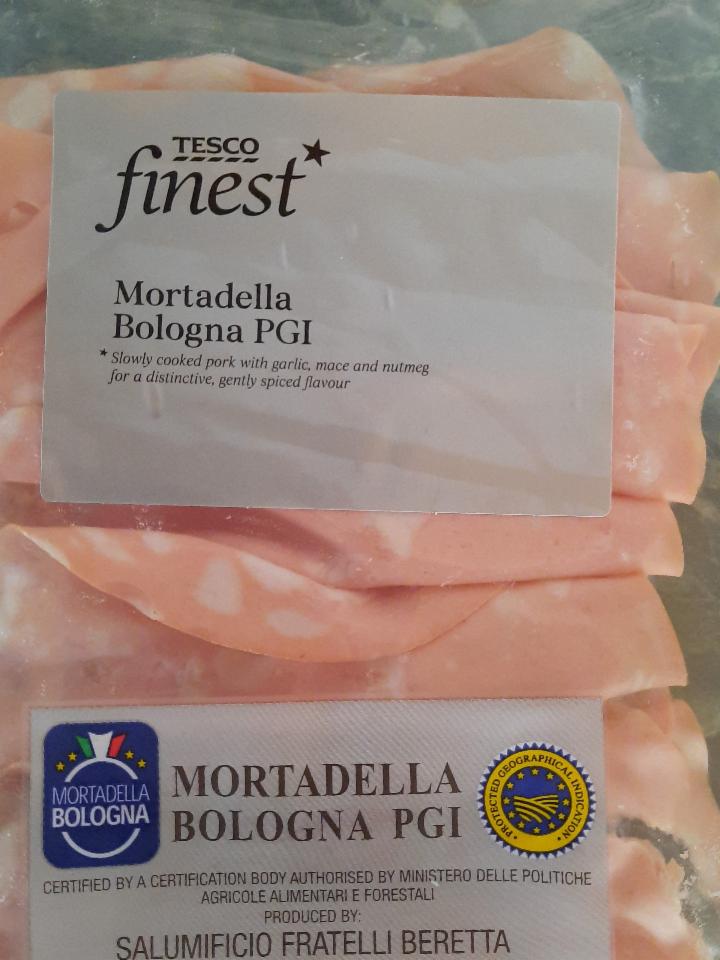 TESCO
finest*
Mortadella
Bologna PGI
*Slowly cooked pork with garlic, mace and nutmeg
for a distinctive, gently spiced flavour
MORTADELLA
BOLOGNA
MORTADELLA
BOLOGNA PGI
PROTECTED GEOGRAPHICAL INDICATION
CERTIFIED BY A CERTIFICATION BODY AUTHORISED BY MINISTERO DELLE POLITICHE
AGRICOLE ALIMENTARI E FORESTALI
PRODUCED BY:
SALUMIFICIO FRATELLI BERETTA